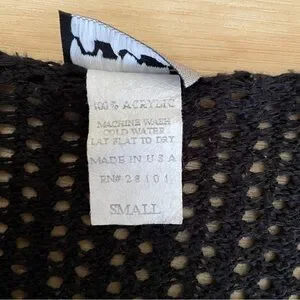 100% ACRYLIC
MACHINE WASH
COLD WATER
LAY FLAT TO DRY
MADE IN U S A
RN# 28101
SMALL